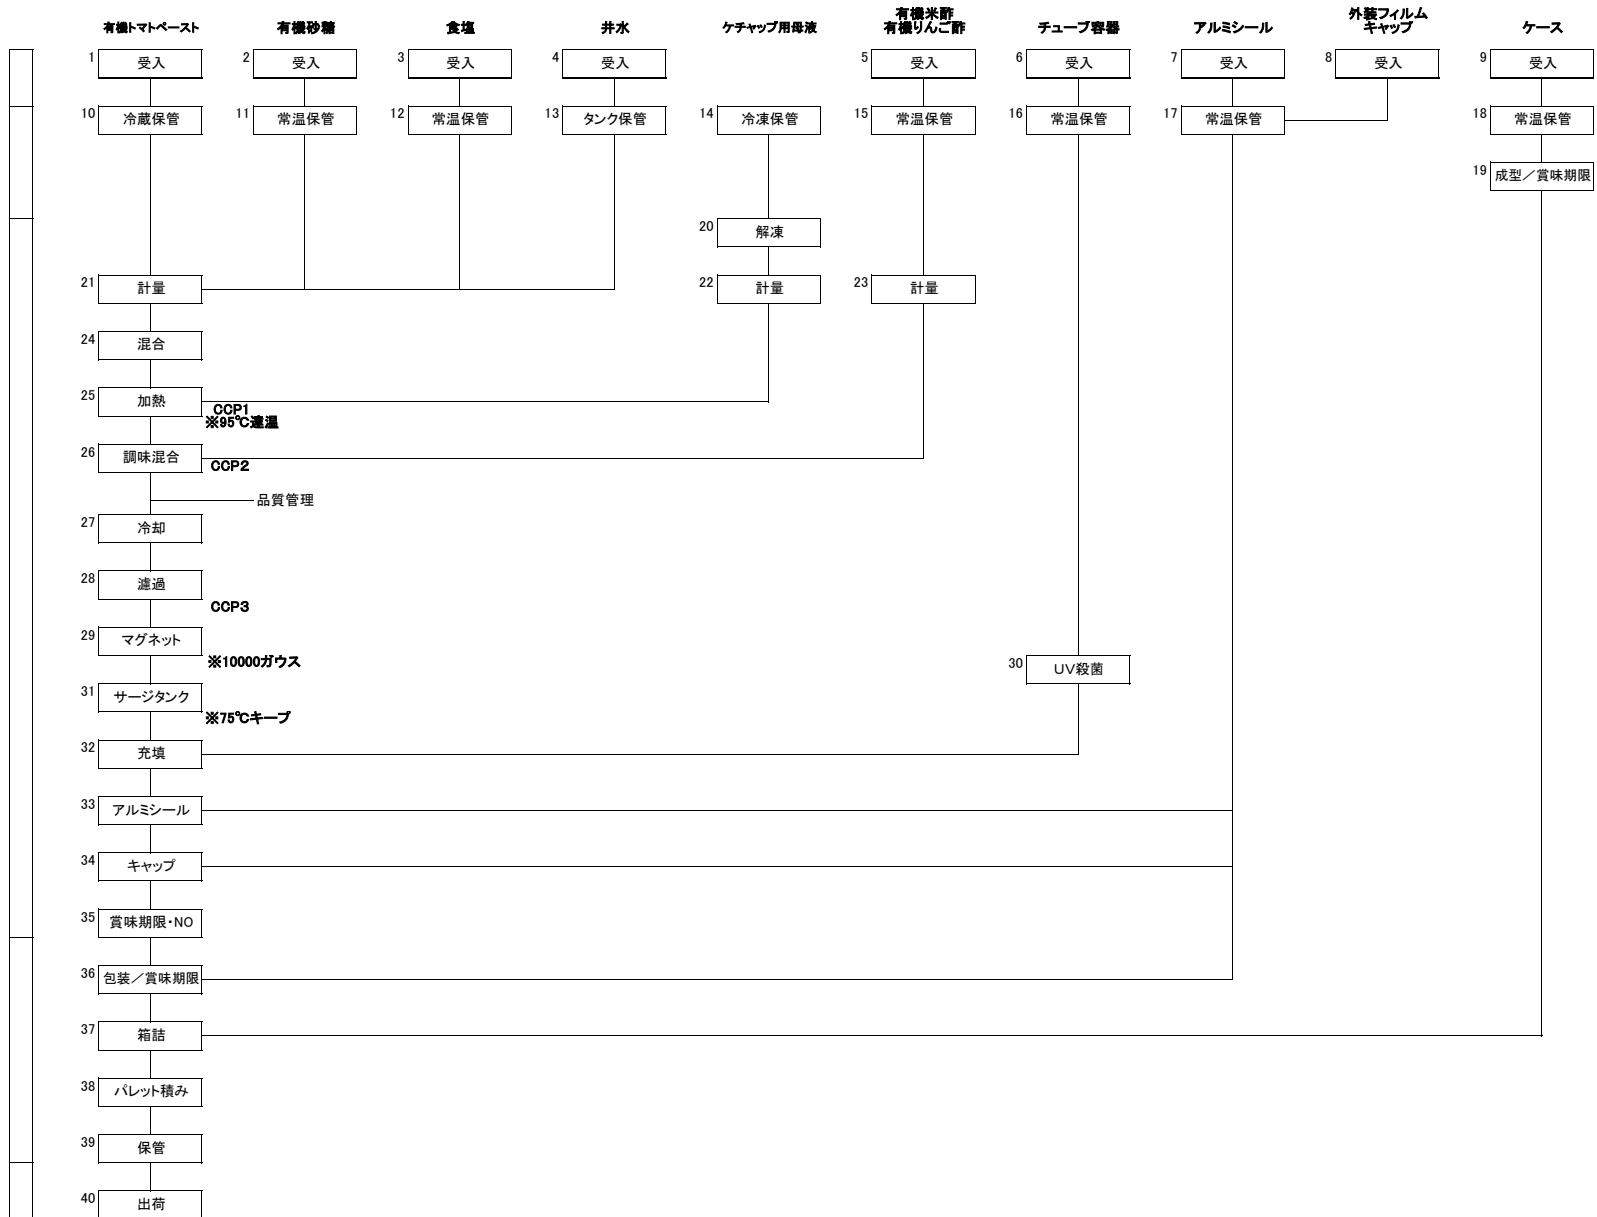 有機トマトペースト
有機砂糖
食塩
井水
ケチャップ用母液
有機米酢
有機りんご酢
チューブ容器
アルミシール
外装フィルム
キャップ
ケース
1 受入
2 受入
3 受入
4 受入
5 受入
6 受入
7 受入
8 受入
9 受入
10 冷蔵保管
11 常温保管
12 常温保管
13 タンク保管
14 冷凍保管
15 常温保管
16 常温保管
17 常温保管
18 常温保管
19 成型／賞味期限
20 解凍
21 計量
22 計量
23 計量
24 混合
25 加熱
CCP1
※95℃達温
26 調味混合
CCP2
品質管理
27 冷却
28 濾過
CCP3
29 マグネット
※10000ガウス
30 UV殺菌
31 サージタンク
※75℃キープ
32 充填
33 アルミシール
34 キャップ
35 賞味期限・NO
36 包装／賞味期限
37 箱詰
38 パレット積み
39 保管
40 出荷